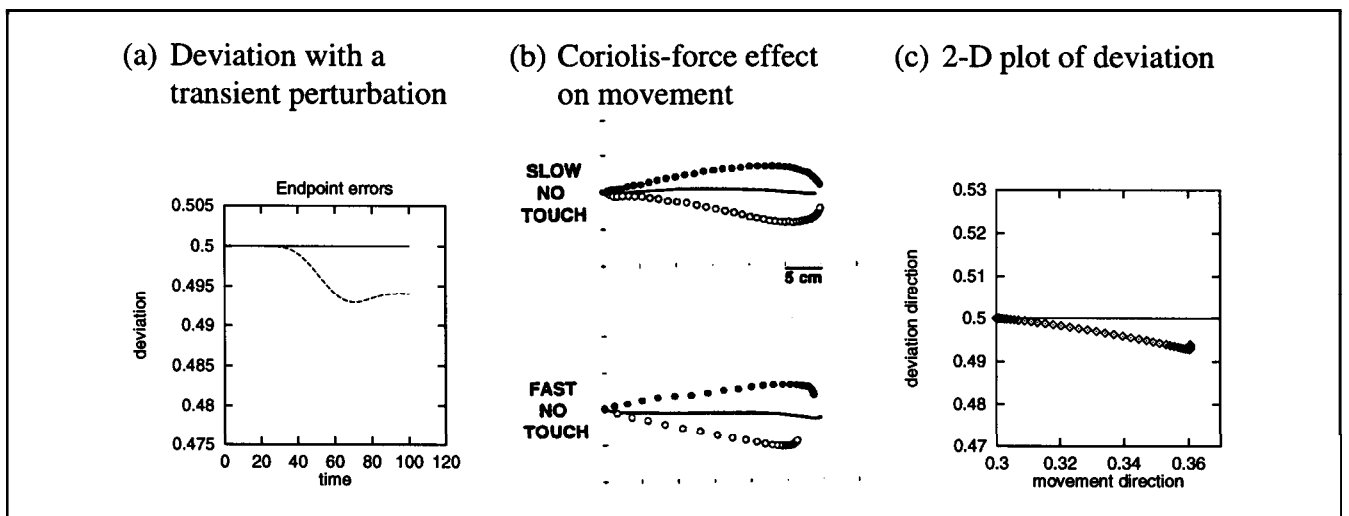 (a) Deviation with a
transient perturbation
(b) Coriolis-force effect
on movement
(c) 2-D plot of deviation
Endpoint errors
0.505
0.5
0.495
0.49
0.485
0.48
0.475
0
20
40
60
80
100
120
time
deviation
SLOW
NO
TOUCH
5 cm
FAST
NO
TOUCH
0.53
0.52
0.51
0.5
0.49
0.48
0.47
0.3
0.32
0.34
0.36
movement direction
deviation direction